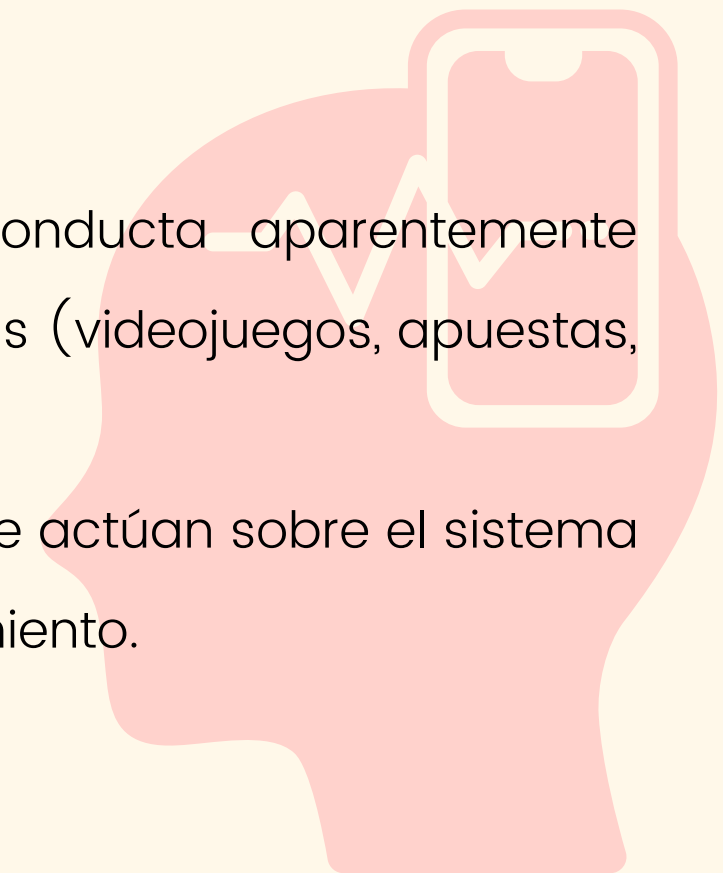 onducta aparentemente
s (videojuegos, apuestas,
e actúan sobre el sistema
iento.